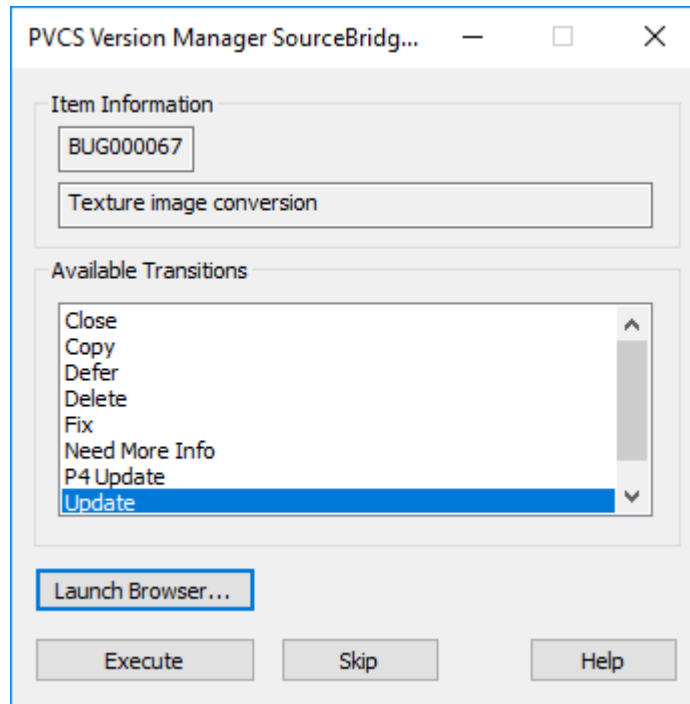 PVCS Version Manager SourceBridg...
Item Information
BUG000067
Texture image conversion
Available Transitions
Close
Copy
Defer
Delete
Fix
Need More Info
P4 Update
Update
Launch Browser...
Execute Skip Help